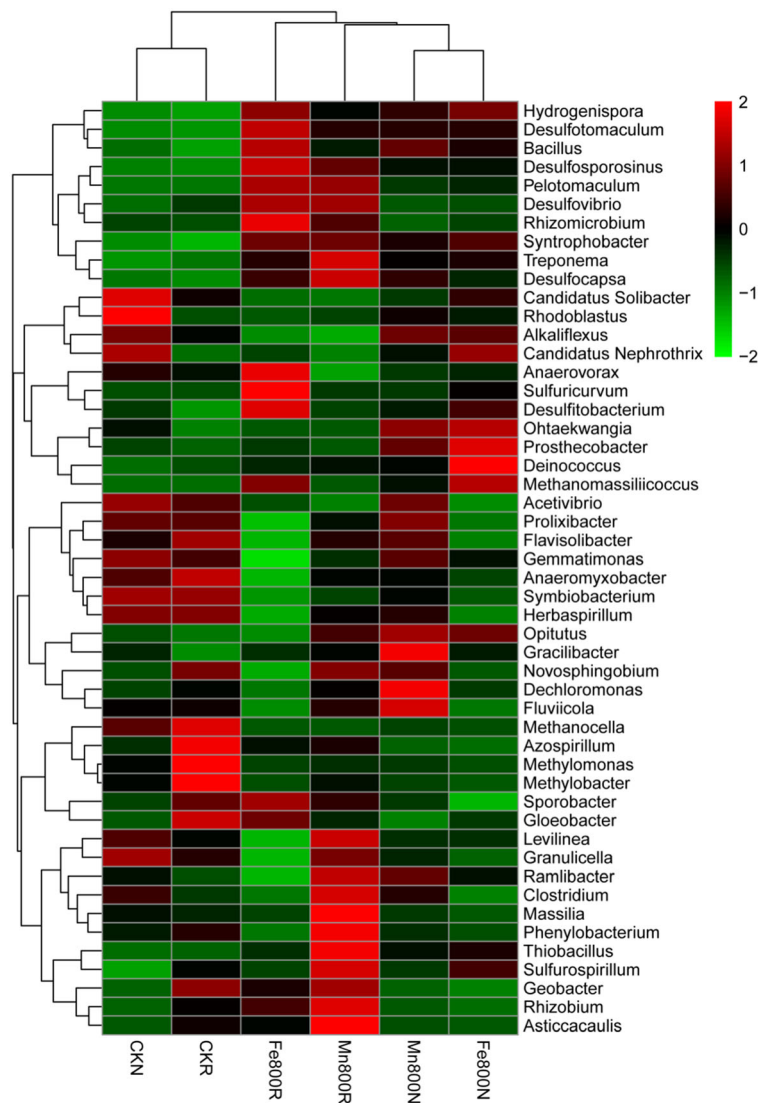 Hydrogenispora
Desulfotomaculum
Bacillus
Desulfosporosinus
Pelotomaculum
Desulfovibrio
Rhizomicrobium
Syntrophobacter
Treponema
Desulfocapsa
Candidatus Solibacter
Rhodoblastus
Alkaliflexus
Candidatus Nephrothrix
Anaerovorax
Sulfuricurvum
Desulfitobacterium
Ohtaekwangia
Prosthecobacter
Deinococcus
Methanomassiliicoccus
Acetivibrio
Prolixibacter
Flavisolibacter
Gemmatimonas
Anaeromyxobacter
Symbiobacterium
Herbaspirillum
Opitutus
Gracilibacter
Novosphingobium
Dechloromonas
Fluviicola
Methanocella
Azospirillum
Methylomonas
Methylobacter
Sporobacter
Gloeobacter
Levilinea
Granulicella
Ramlibacter
Clostridium
Massilia
Phenylobacterium
Thiobacillus
Sulfurospirillum
Geobacter
Rhizobium
Asticcacaulis
2
1
0
−1
−2
CKN
CKR
Fe800R
Mn800R
Mn800N
Fe800N